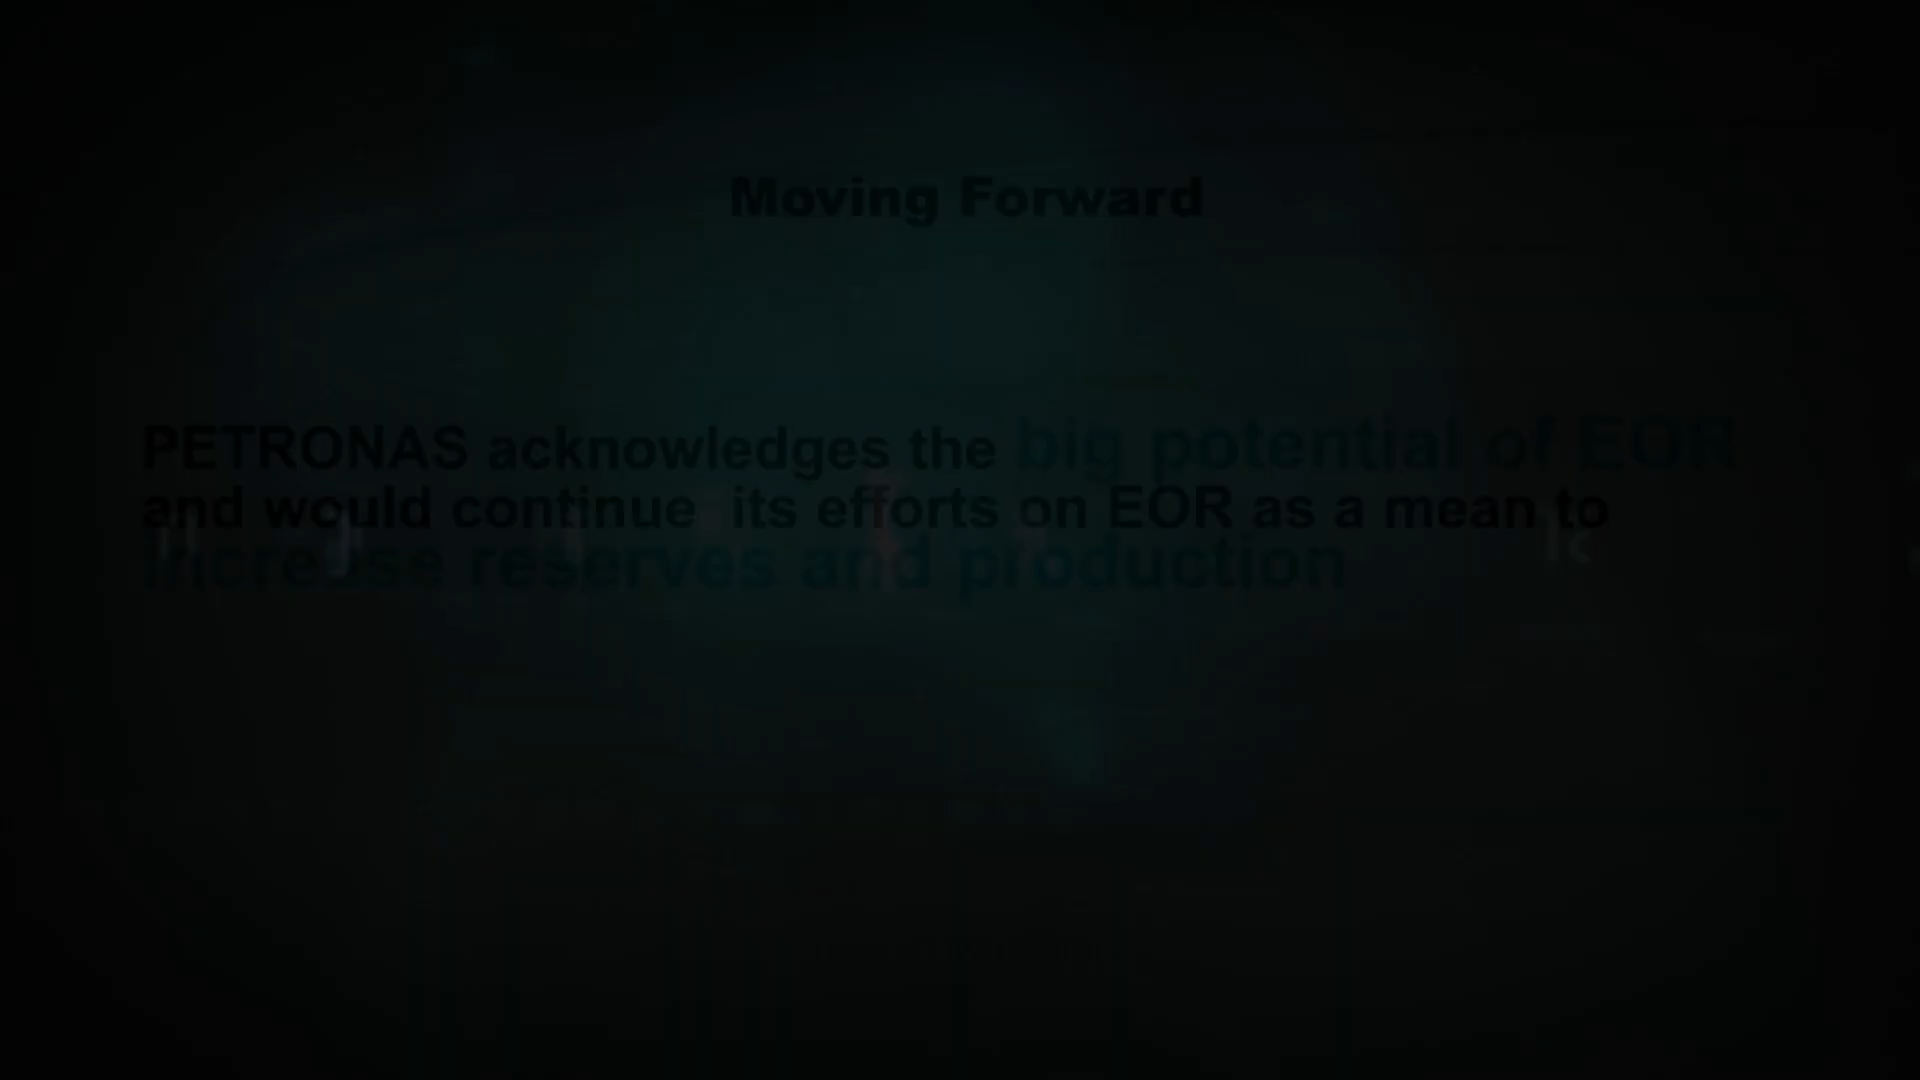 Moving Forward
PETRONAS acknowledges the big potential of EOR
and would continue its efforts on EOR as a mean to
increase reserves and production